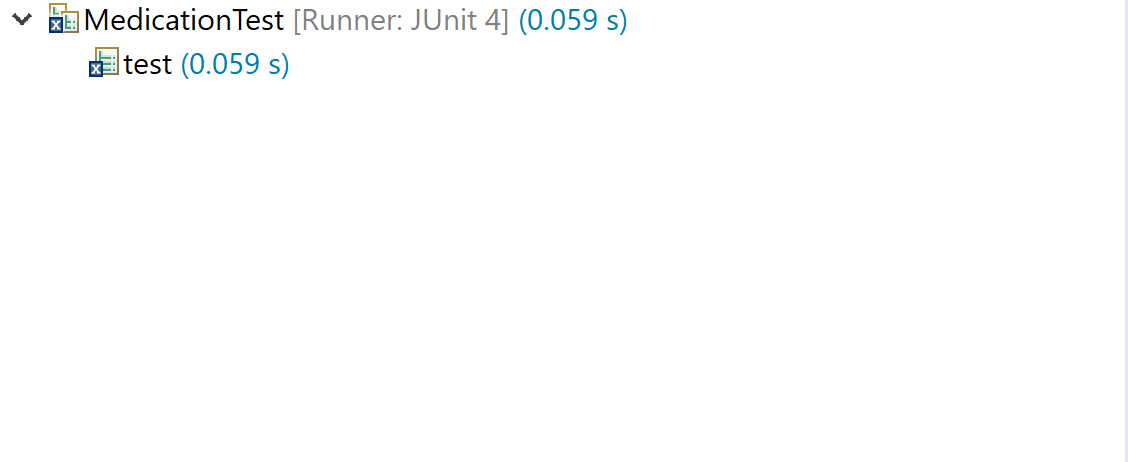 MedicationTest [Runner: JUnit 4] (0.059 s)
test (0.059 s)